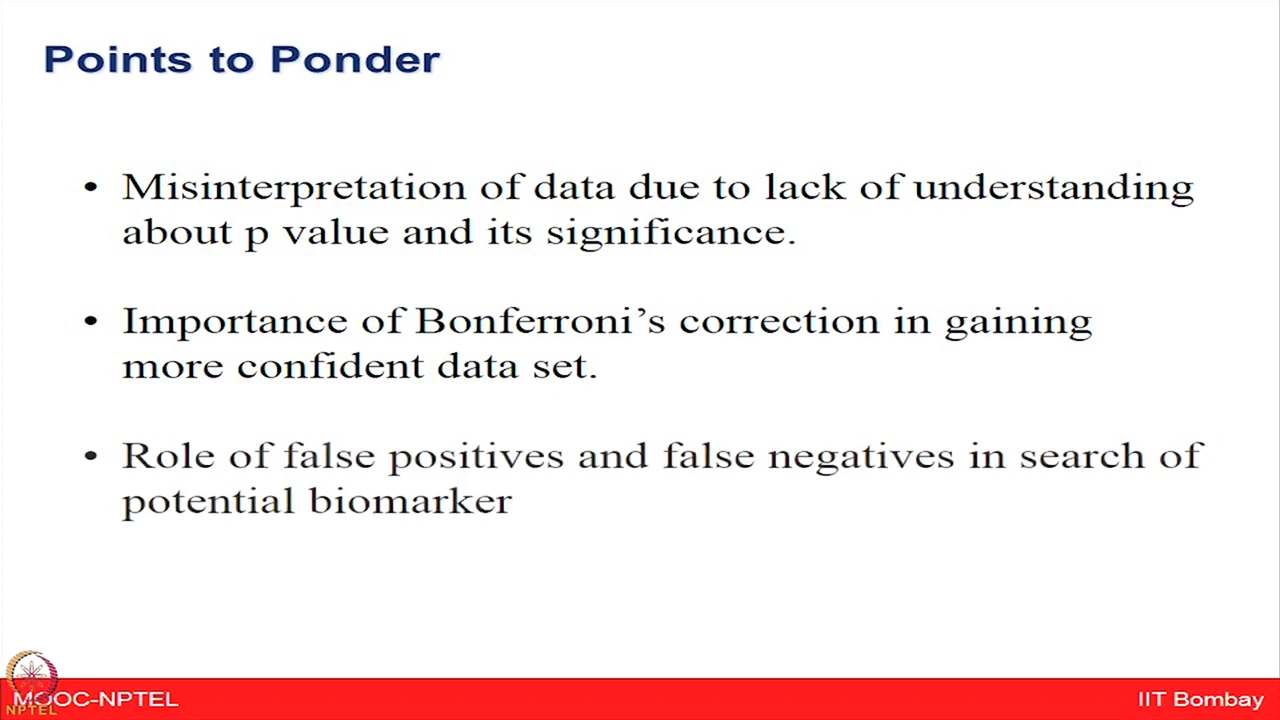 Points to Ponder
• Misinterpretation of data due to lack of understanding
about p value and its significance.
• Importance of Bonferroni’s correction in gaining
more confident data set.
• Role of false positives and false negatives in search of
potential biomarker
MOOC-NPTEL
NPTEL
IIT Bombay